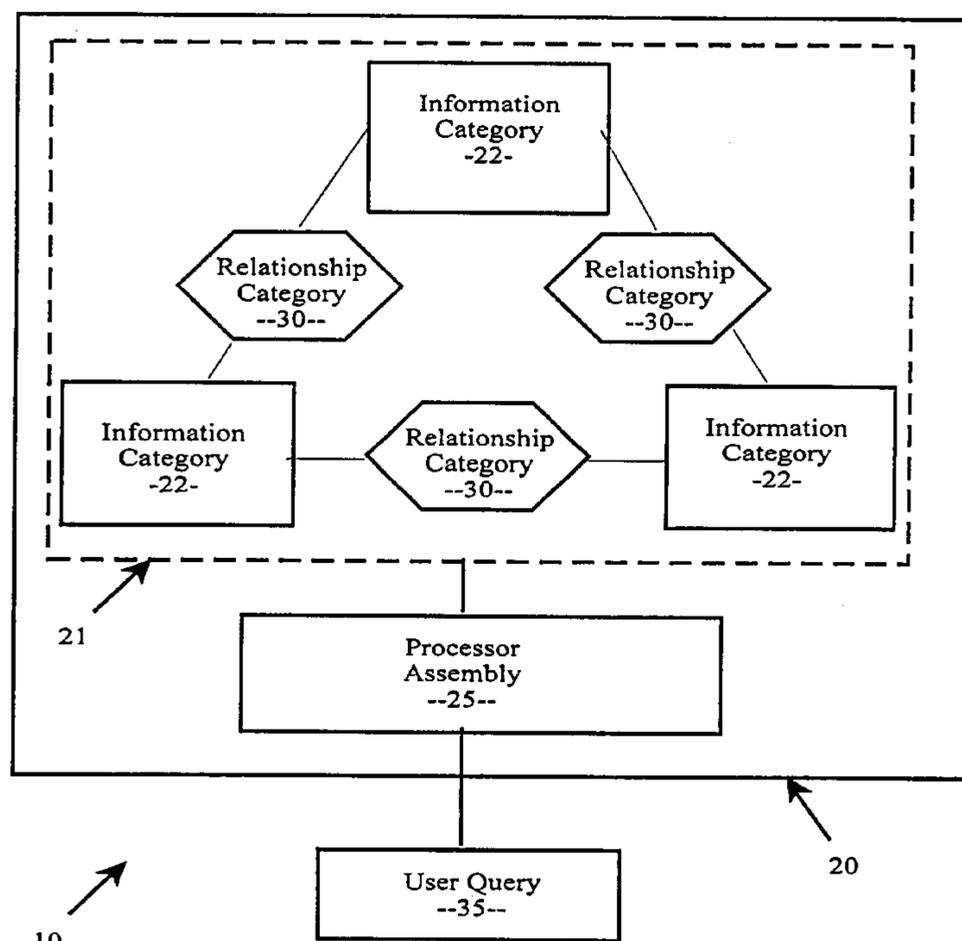 Information
Category
-22-
Relationship
Category
--30--
Relationship
Category
--30--
Information
Category
-22-
Relationship
Category
--30--
Information
Category
-22-
21
Processor
Assembly
--25--
20
User Query
--35--